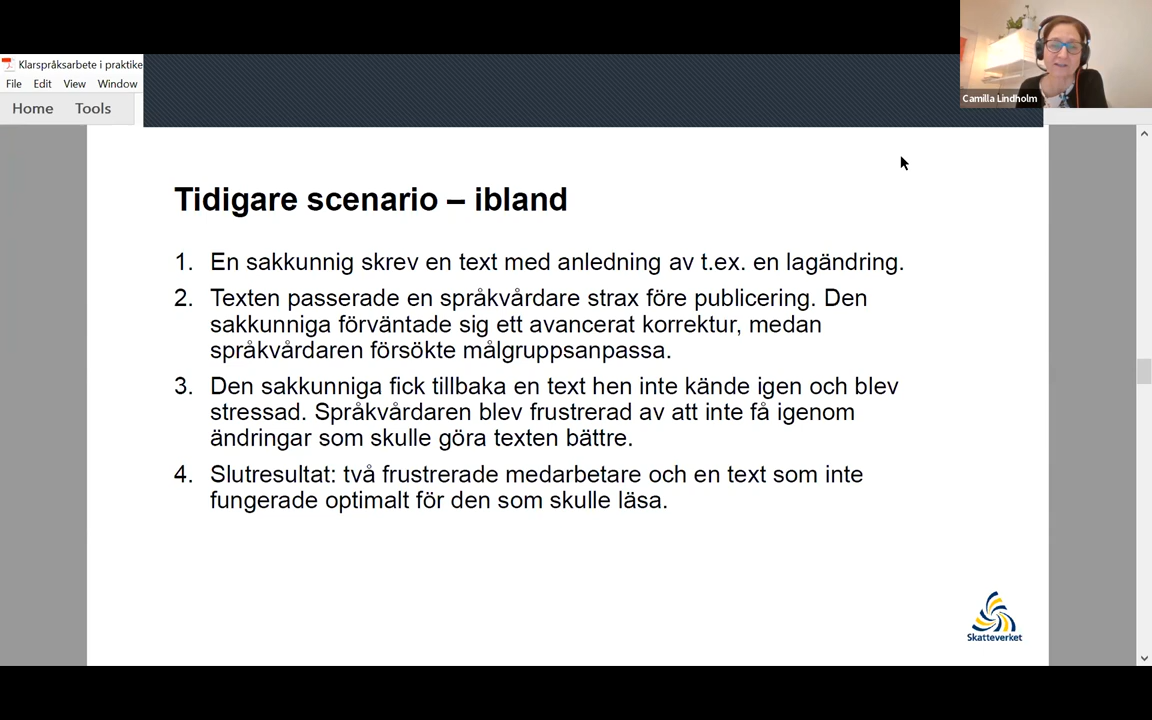 Klarspråksarbete i praktike
File Edit View Window
Home Tools
Camilla Lindholm
Tidigare scenario – ibland
1. En sakkunnig skrev en text med anledning av t.ex. en lagändring.
2. Texten passerade en språkvårdare strax före publicering. Den
sakkunniga förväntade sig ett avancerat korrektur, medan
språkvårdaren försökte målgruppsanpassa.
3. Den sakkunniga fick tillbaka en text hen inte kände igen och blev
stressad. Språkvårdaren blev frustrerad av att inte få igenom
ändringar som skulle göra texten bättre.
4. Slutresultat: två frustrerade medarbetare och en text som inte
fungerade optimalt för den som skulle läsa.
Skatteverket